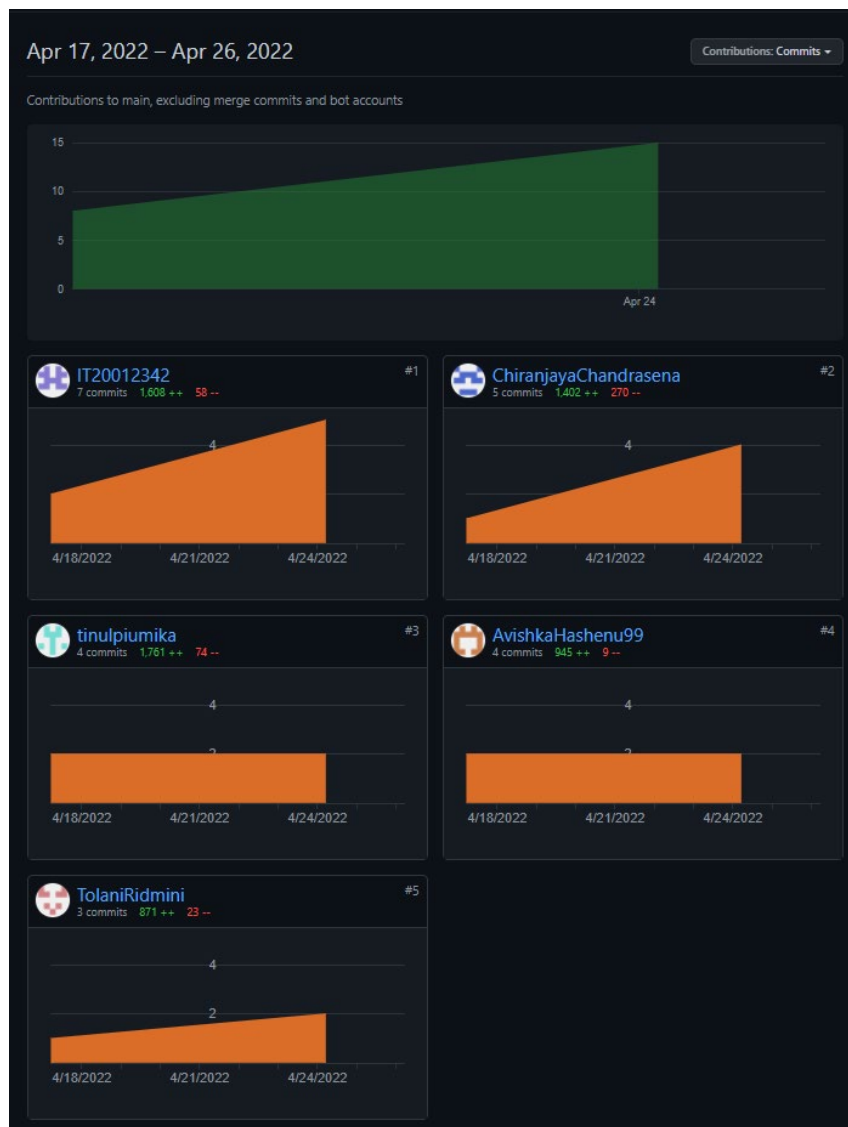 Apr 17, 2022 – Apr 26, 2022
Contributions: Commits
Contributions to main, excluding merge commits and bot accounts
15
10
5
0
Apr 24
IT20012342
#1
7 commits 1,608 ++ 58 --
4
4/18/2022 4/21/2022 4/24/2022
ChiranjayaChandrasena
#2
5 commits 1,402 ++ 270 --
4
4/18/2022 4/21/2022 4/24/2022
tinulpiumika
#3
4 commits 1,761 ++ 74 --
4
2
4/18/2022 4/21/2022 4/24/2022
AvishkaHashenu99
#4
4 commits 945 ++ 9 --
4
2
4/18/2022 4/21/2022 4/24/2022
TolaniRidmini
#5
3 commits 871 ++ 23 --
4
2
4/18/2022 4/21/2022 4/24/2022